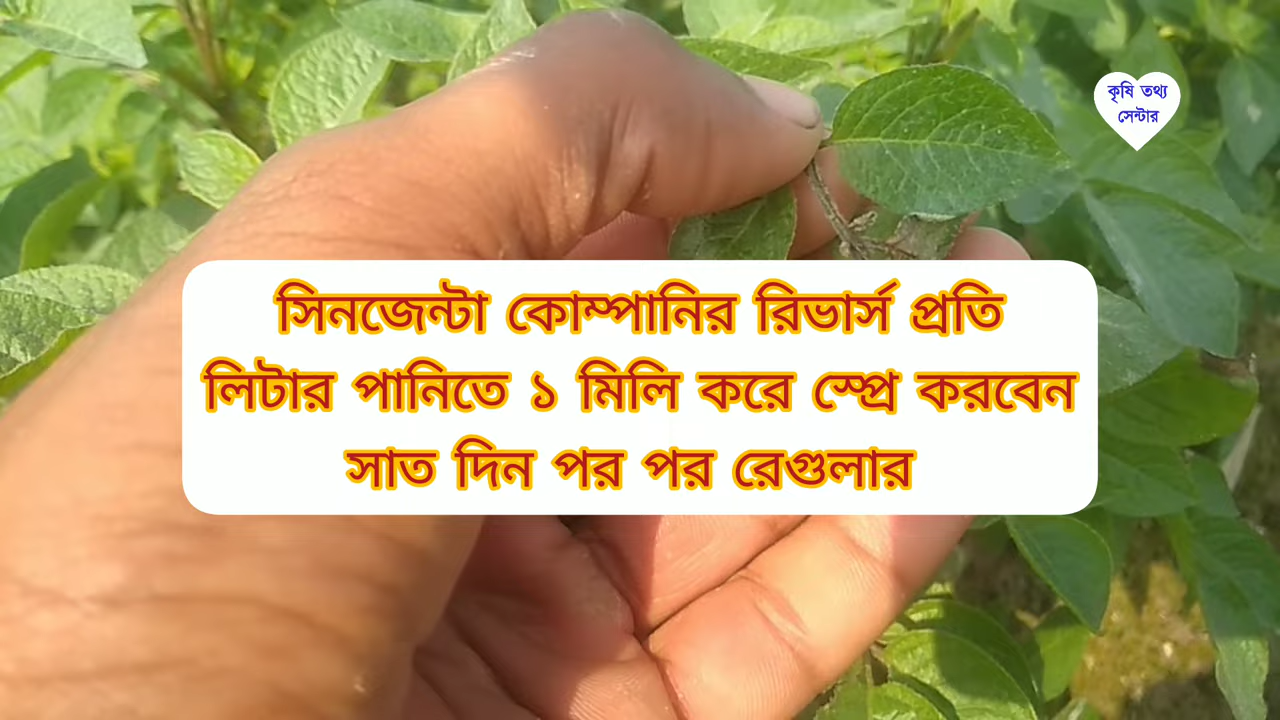 কৃষি তথ্য
সেন্টার
সিনজেন্টা কোম্পানির রিভার্স প্রতি
লিটার পানিতে ১ মিলি করে স্প্রে করবেন
সাত দিন পর পর রেগুলার